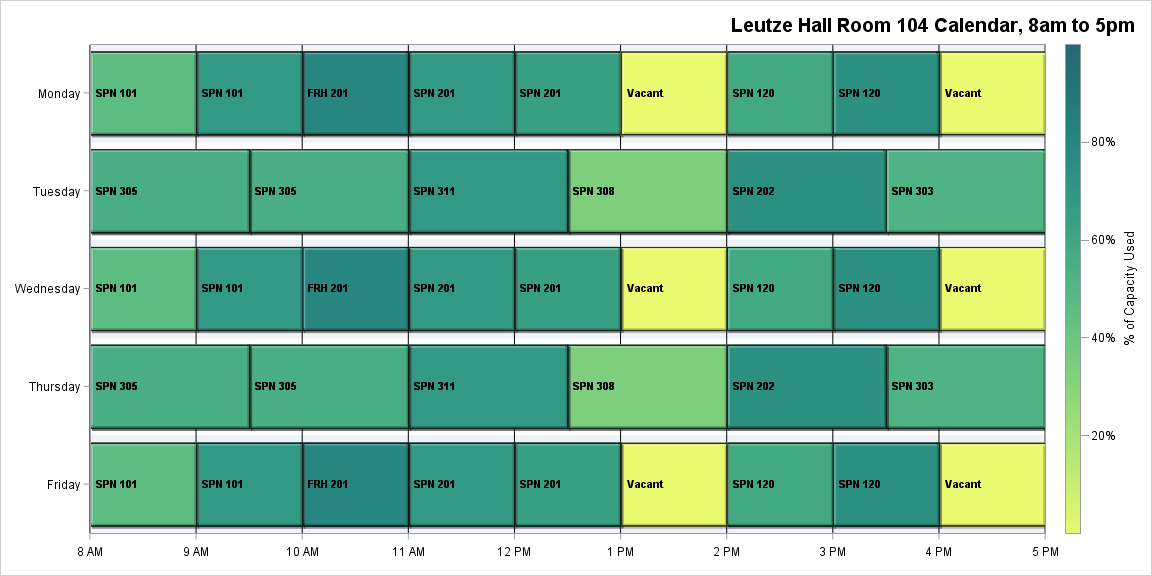 Leutze Hall Room 104 Calendar, 8am to 5pm
Monday SPN 101 SPN 101 FRH 201 SPN 201 SPN 201 Vacant SPN 120 SPN 120 Vacant
80%
Tuesday SPN 305 SPN 305 SPN 311 SPN 308 SPN 202 SPN 303
60%
Wednesday SPN 101 SPN 101 FRH 201 SPN 201 SPN 201 Vacant SPN 120 SPN 120 Vacant
% of Capacity Used
40%
Thursday SPN 305 SPN 305 SPN 311 SPN 308 SPN 202 SPN 303
20%
Friday SPN 101 SPN 101 FRH 201 SPN 201 SPN 201 Vacant SPN 120 SPN 120 Vacant
8 AM 9 AM 10 AM 11 AM 12 PM 1 PM 2 PM 3 PM 4 PM 5 PM